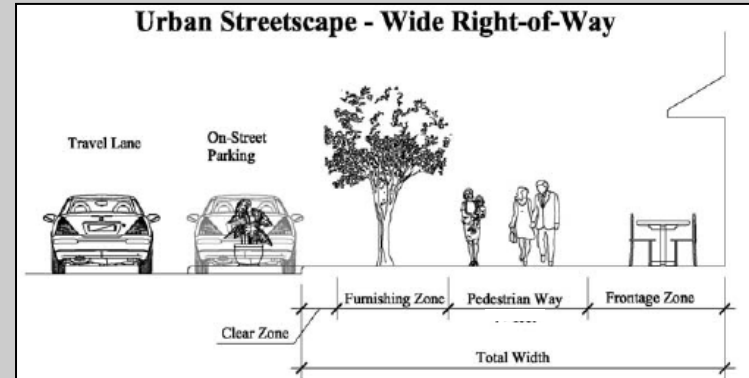 Urban Streetscape - Wide Right-of-Way
Travel Lane
On-Street
Parking
Furnishing Zone
Pedestrian Way
Frontage Zone
Clear Zone
Total Width